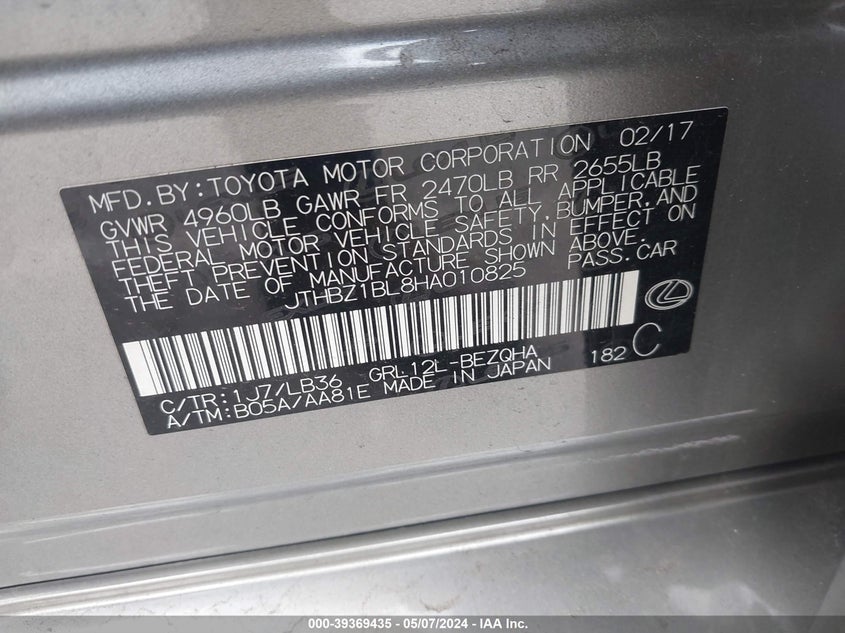 MFD.BY:TOYOTA MOTOR CORPORATION 02/17
GVWR 4960LB GAWR FR 2470LB RR 2655LB
THIS VEHICLE CONFORMS TO ALL APPLICABLE
FEDERAL MOTOR VEHICLE SAFETY,BUMPER,AND
THEFT PREVENTION STANDARDS IN EFFECT ON
THE DATE OF MANUFACTURE SHOWN ABOVE.
JTHBZ1BL8HA010825 PASS.CAR
C/TR:1J7/LB36 GRL12L-BEZQHA 182 C
A/TM:B05A/AA81E MADE IN JAPAN
000-39369435 - 05/07/2024 - IAA Inc.